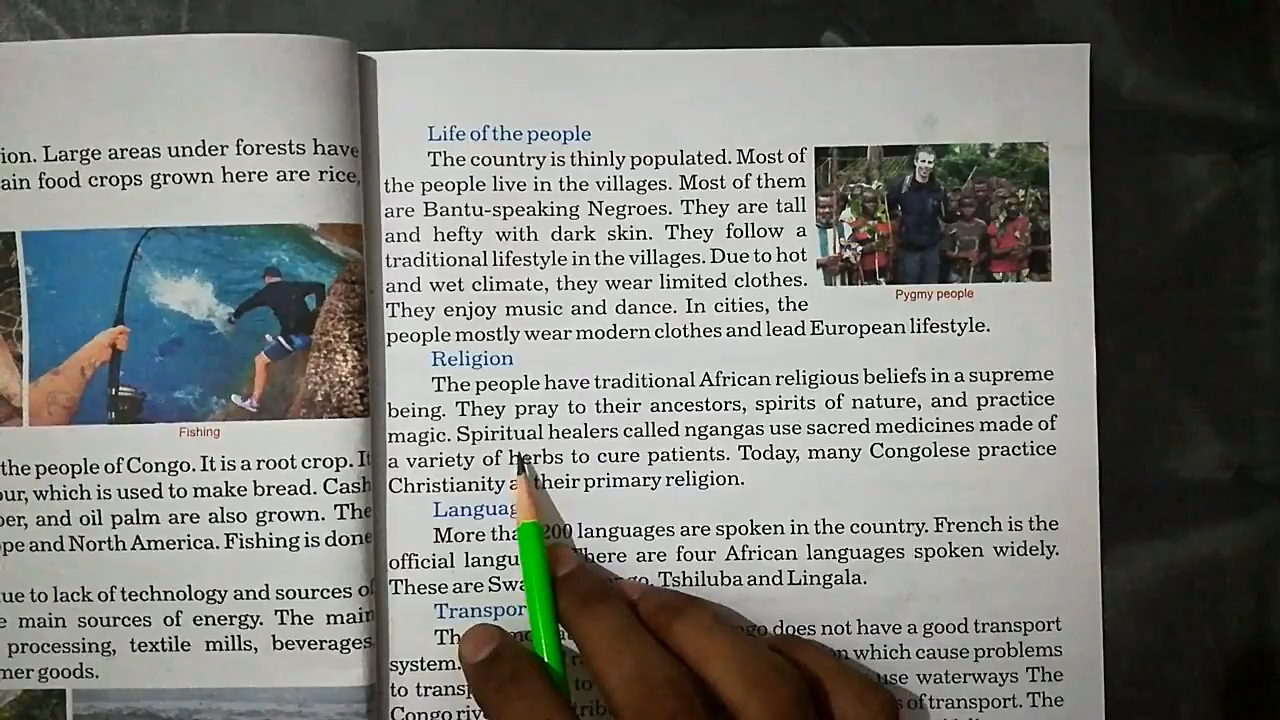 ion. Large areas under forests have
ain food crops grown here are rice,
Fishing
the people of Congo. It is a root crop. It
our, which is used to make bread. Cash
per, and oil palm are also grown. The
ope and North America. Fishing is done
ue to lack of technology and sources of
e main sources of energy. The main
processing, textile mills, beverages
mer goods.
Life of the people
The country is thinly populated. Most of
the people live in the villages. Most of them
are Bantu-speaking Negroes. They are tall
and hefty with dark skin. They follow a
traditional lifestyle in the villages. Due to hot
and wet climate, they wear limited clothes.
They enjoy music and dance. In cities, the
people mostly wear modern clothes and lead European lifestyle.
Pygmy people
Religion
The people have traditional African religious beliefs in a supreme
being. They pray to their ancestors, spirits of nature, and practice
magic. Spiritual healers called ngangas use sacred medicines made of
a variety of herbs to cure patients. Today, many Congolese practice
Christianity a their primary religion.
Languag
More tha 200 languages are spoken in the country. French is the
official langu There are four African languages spoken widely.
These are Swa Tshiluba and Lingala.
Transpor
Th ngo does not have a good transport
system. n which cause problems
to transp to use waterways The
Congo riv trib s of transport. The